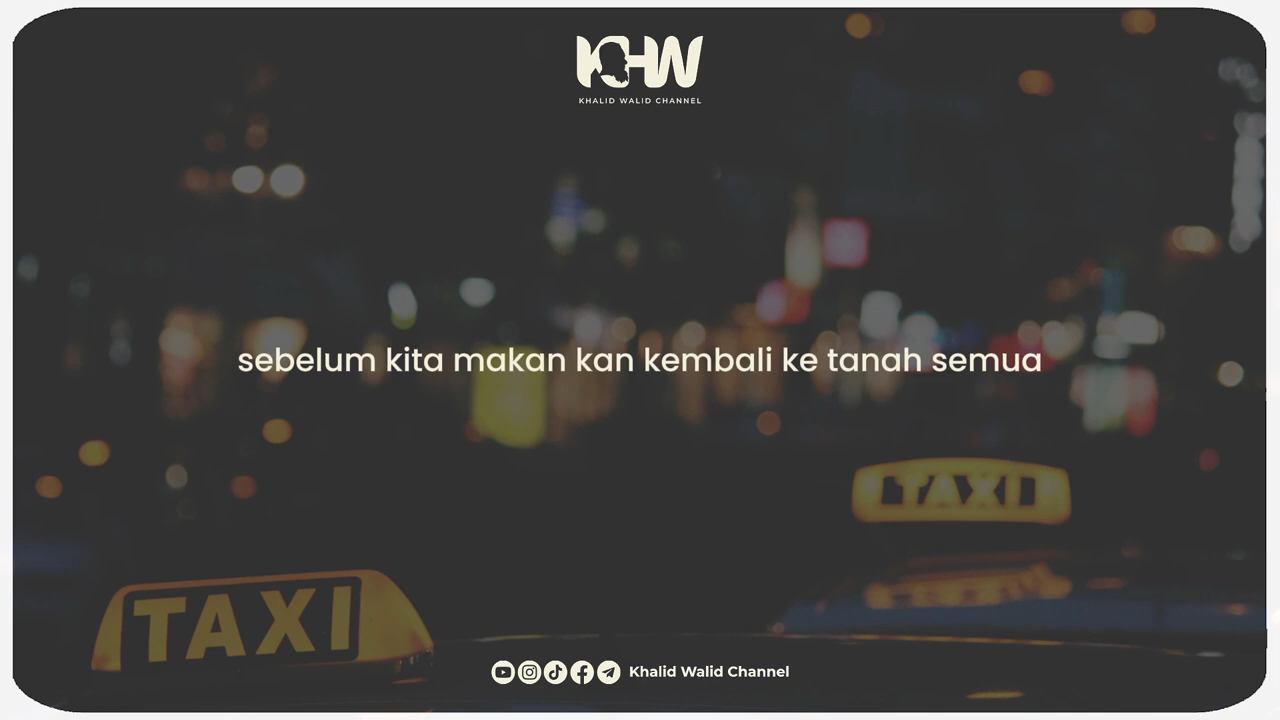 KHW
KHALID WALID CHANNEL
sebelum kita makan kan kembali ke tanah semua
TAXI
TAXI
Khalid Walid Channel